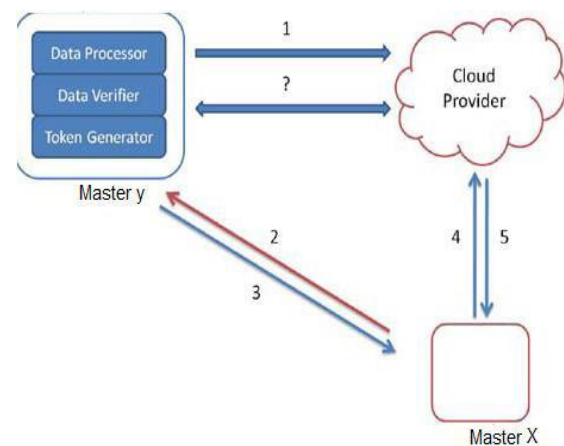 1
Data Processor
Data Verifier
Token Generator
?
Cloud
Provider
Master y
2
3
4
5
Master X